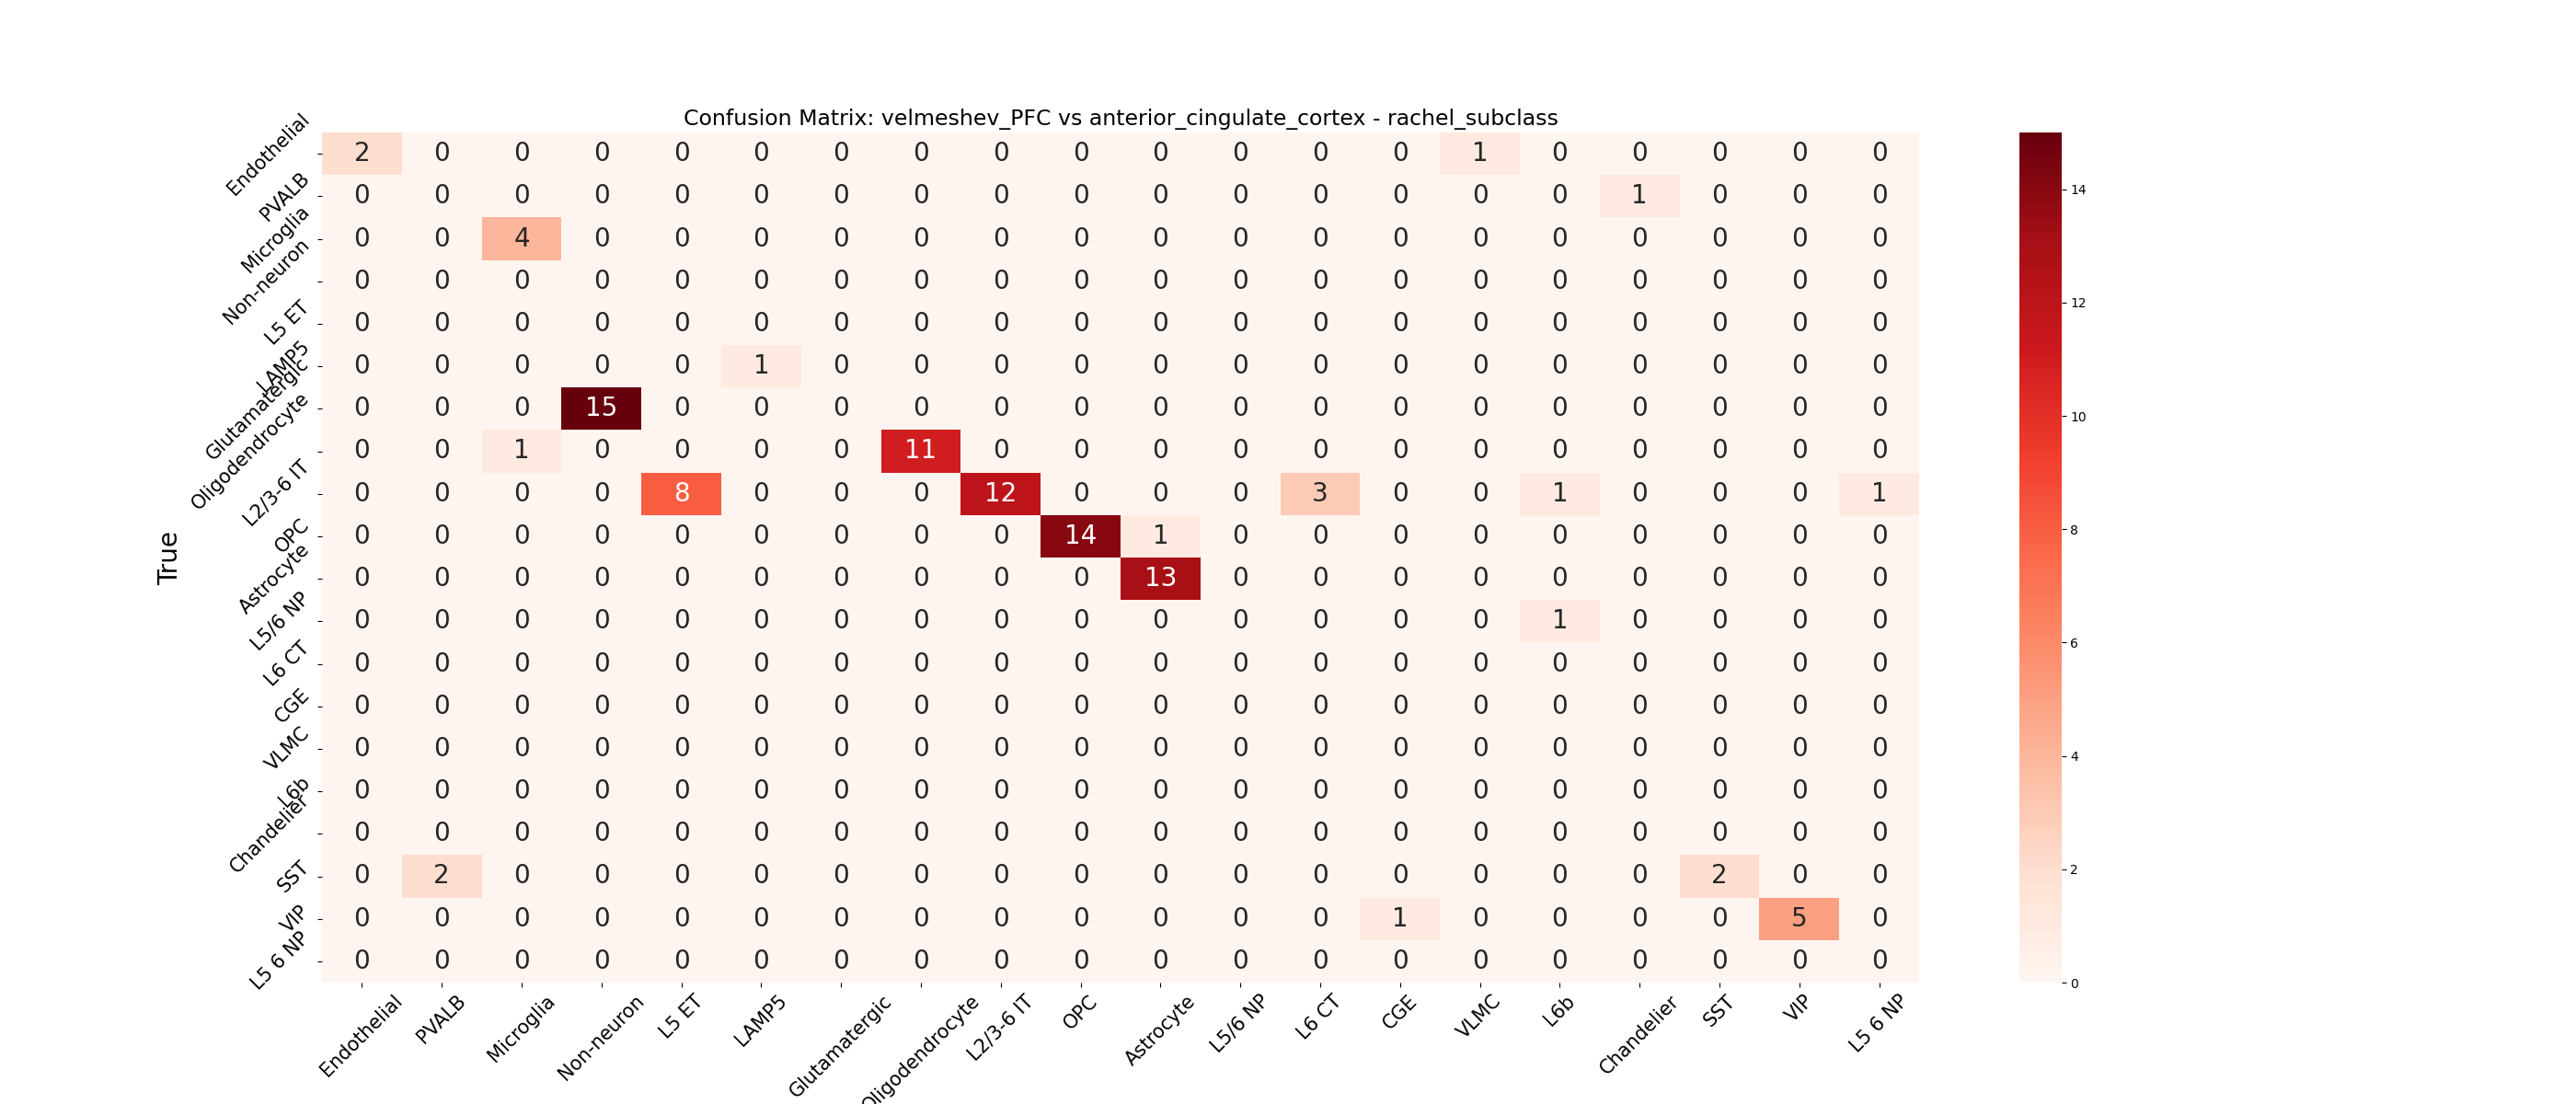 Confusion Matrix: velmeshev_PFC vs anterior_cingulate_cortex - rachel_subclass
Endothelial 2 0 0 0 0 0 0 0 0 0 0 0 0 0 1 0 0 0 0 0
PVALB 0 0 0 0 0 0 0 0 0 0 0 0 0 0 0 0 1 0 0 0
Microglia 0 0 4 0 0 0 0 0 0 0 0 0 0 0 0 0 0 0 0 0
Non-neuron 0 0 0 0 0 0 0 0 0 0 0 0 0 0 0 0 0 0 0 0
L5 ET 0 0 0 0 0 0 0 0 0 0 0 0 0 0 0 0 0 0 0 0
LAMP5 0 0 0 0 0 1 0 0 0 0 0 0 0 0 0 0 0 0 0 0
Glutamatergic 0 0 0 15 0 0 0 0 0 0 0 0 0 0 0 0 0 0 0 0
Oligodendrocyte 0 0 1 0 0 0 0 11 0 0 0 0 0 0 0 0 0 0 0 0
L2/3-6 IT 0 0 0 0 8 0 0 0 12 0 0 0 3 0 0 1 0 0 0 1
OPC 0 0 0 0 0 0 0 0 0 14 1 0 0 0 0 0 0 0 0 0
Astrocyte 0 0 0 0 0 0 0 0 0 0 13 0 0 0 0 0 0 0 0 0
L5/6 NP 0 0 0 0 0 0 0 0 0 0 0 0 0 0 0 1 0 0 0 0
L6 CT 0 0 0 0 0 0 0 0 0 0 0 0 0 0 0 0 0 0 0 0
CGE 0 0 0 0 0 0 0 0 0 0 0 0 0 0 0 0 0 0 0 0
VLMC 0 0 0 0 0 0 0 0 0 0 0 0 0 0 0 0 0 0 0 0
L6b 0 0 0 0 0 0 0 0 0 0 0 0 0 0 0 0 0 0 0 0
Chandelier 0 0 0 0 0 0 0 0 0 0 0 0 0 0 0 0 0 0 0 0
SST 0 2 0 0 0 0 0 0 0 0 0 0 0 0 0 0 0 2 0 0
VIP 0 0 0 0 0 0 0 0 0 0 0 0 0 1 0 0 0 0 5 0
L5 6 NP 0 0 0 0 0 0 0 0 0 0 0 0 0 0 0 0 0 0 0 0
True
Endothelial PVALB Microglia Non-neuron L5 ET LAMP5 Glutamatergic Oligodendrocyte L2/3-6 IT OPC Astrocyte L5/6 NP L6 CT CGE VLMC L6b Chandelier SST VIP L5 6 NP
14
12
10
8
6
4
2
0